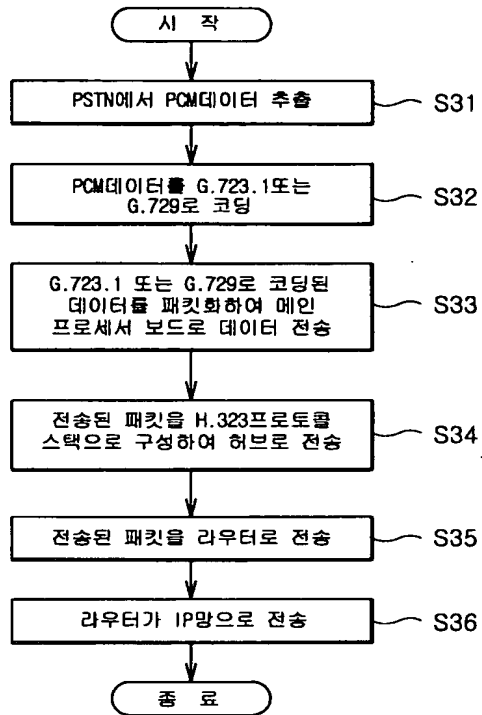 시 작
PSTN에서 PCM데이터 추출
S31
PCM데이터를 G.723.1또는
G.729로 코딩
S32
G.723.1 또는 G.729로 코딩된
데이터를 패킷화하여 메인
프로세서 보드로 데이터 전송
S33
전송된 패킷을 H.323프로토콜
스택으로 구성하여 허브로 전송
S34
전송된 패킷을 라우터로 전송
S35
라우터가 IP망으로 전송
S36
종 료